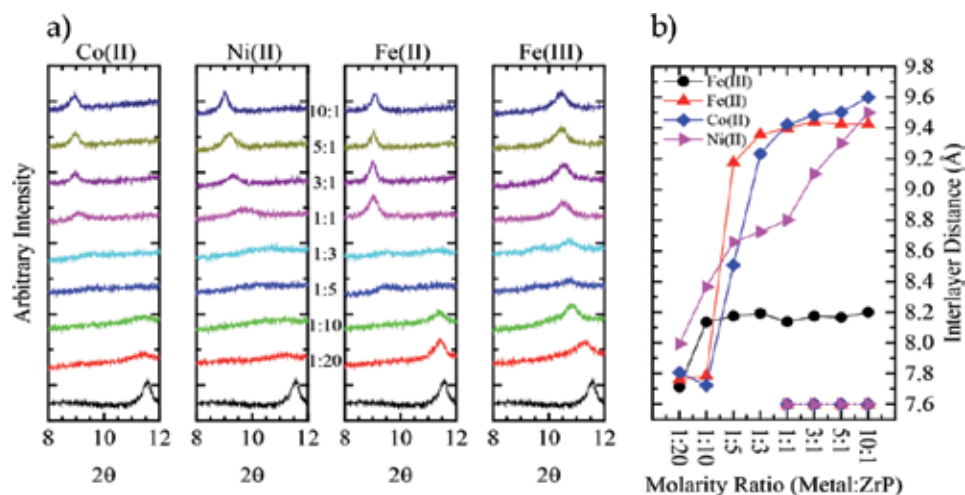 a)
Co(II) Ni(II) Fe(II) Fe(III)
10:1
5:1
3:1
1:1
1:3
1:5
1:10
1:20
Arbitrary Intensity
8 10 12 8 10 12 8 10 12 8 10 12
2θ 2θ 2θ 2θ
b)
Fe(III)
Fe(II)
Co(II)
Ni(II)
9.8
9.6
9.4
9.2
9.0
8.8
8.6
8.4
8.2
8.0
7.8
7.6
Interlayer Distance (Å)
1:20 1:10 1:5 1:3 1:1 3:1 5:1 10:1
Molarity Ratio (Metal:ZrP)